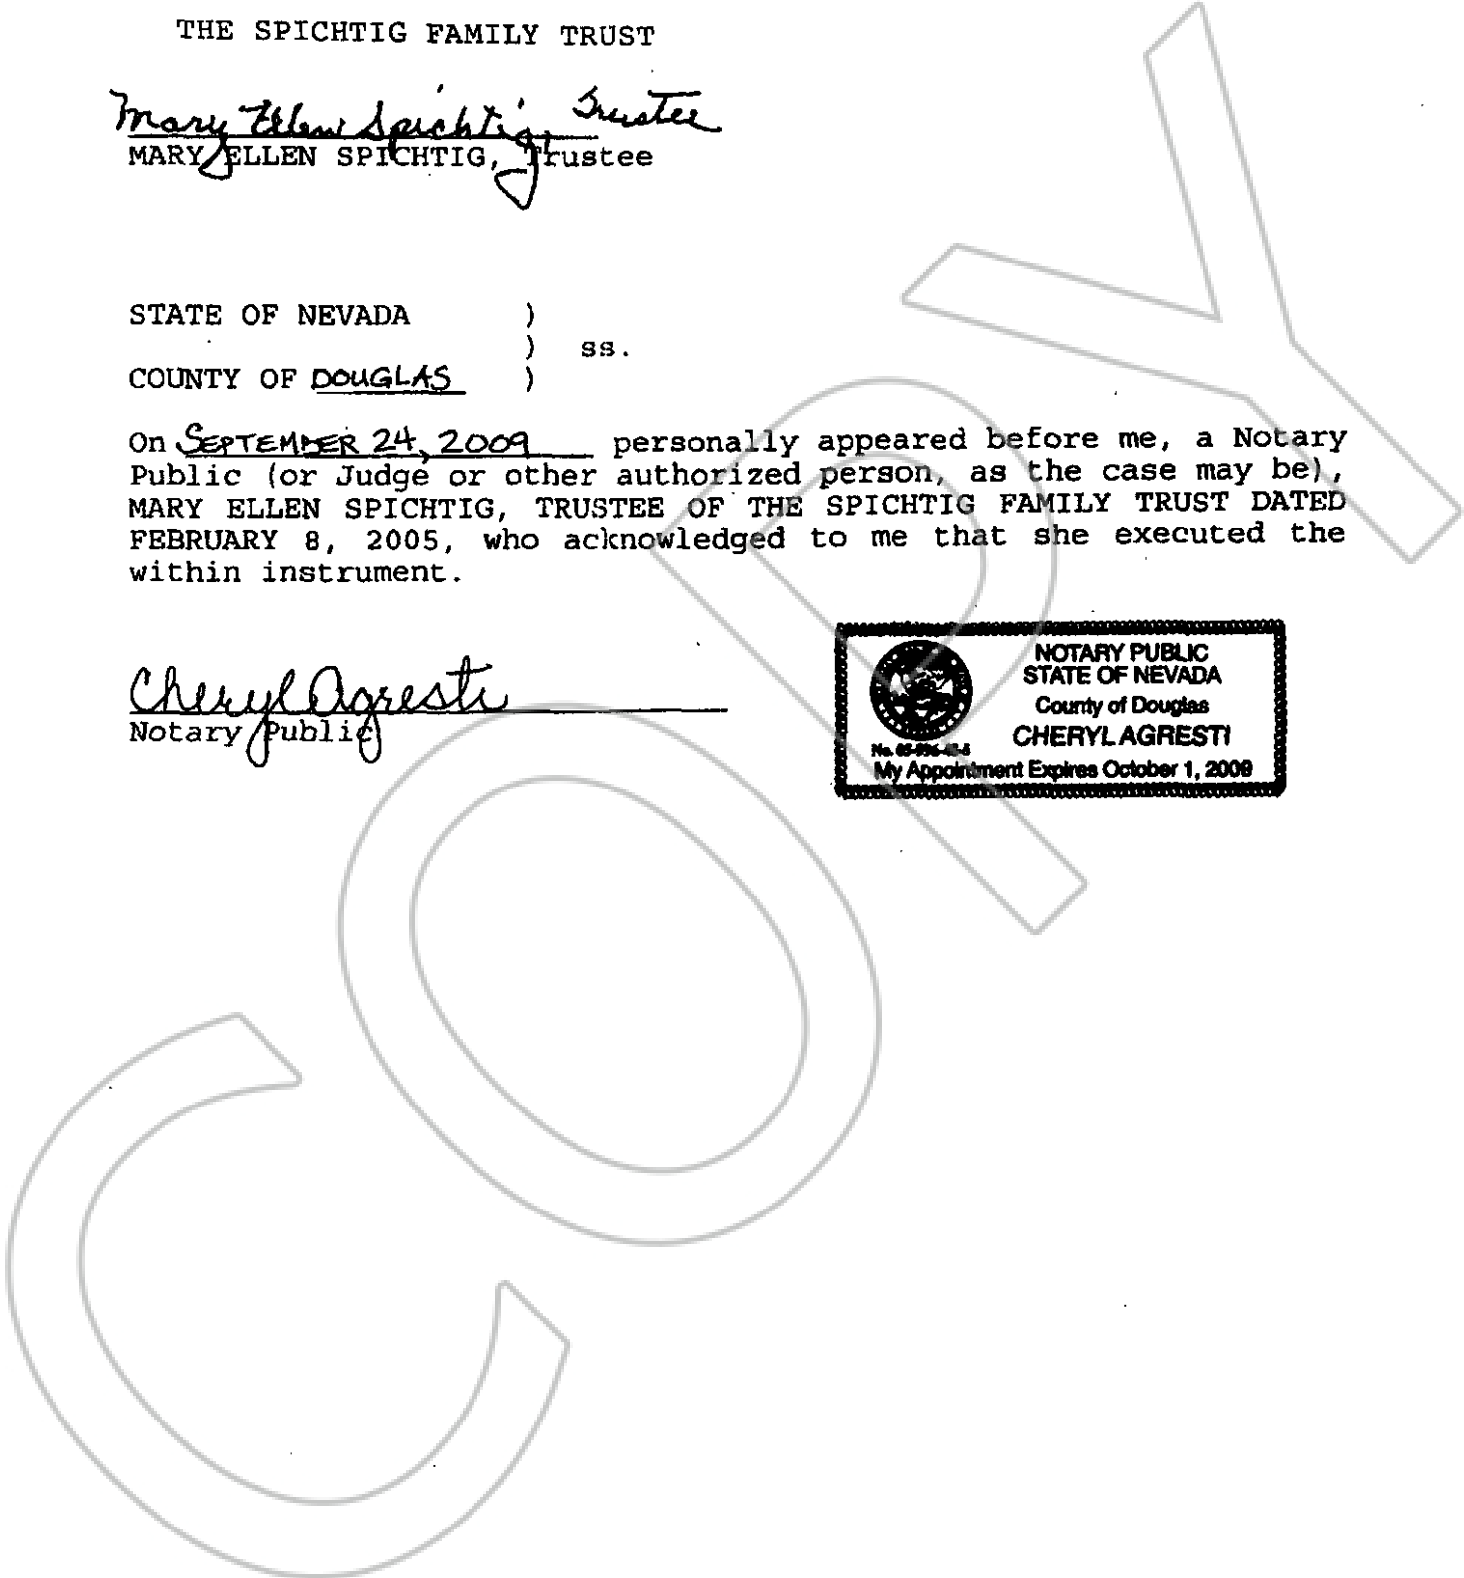 THE SPICHTIG FAMILY TRUST
Mary Ellen Spichtig, Trustee
MARY ELLEN SPICHTIG, Trustee
STATE OF NEVADA )
) ss.
COUNTY OF DOUGLAS )
On SEPTEMBER 24, 2009 personally appeared before me, a Notary
Public (or Judge or other authorized person, as the case may be),
MARY ELLEN SPICHTIG, TRUSTEE OF THE SPICHTIG FAMILY TRUST DATED
FEBRUARY 8, 2005, who acknowledged to me that she executed the
within instrument.
Cheryl Agresti
Notary Public
NOTARY PUBLIC
STATE OF NEVADA
County of Douglas
CHERYL AGRESTI
No.
My Appointment Expires October 1, 2009
COPY